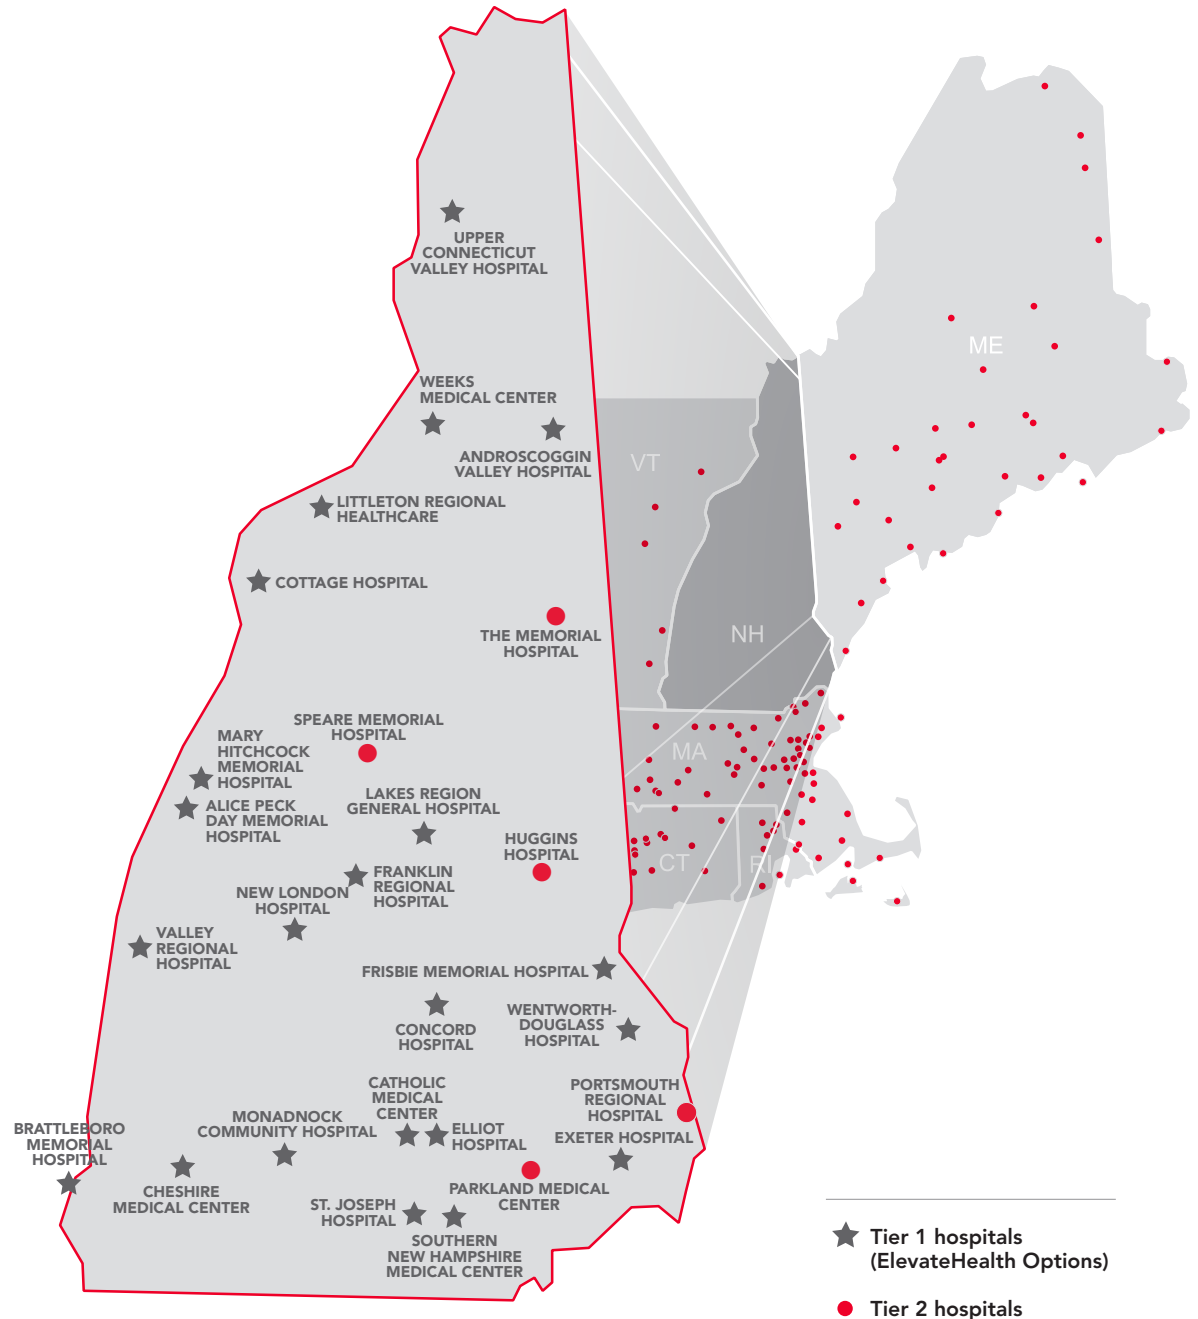 UPPER
CONNECTICUT
VALLEY HOSPITAL
ME
WEEKS
MEDICAL CENTER
ANDROSCOGGIN
VALLEY HOSPITAL
VT
LITTLETON REGIONAL
HEALTHCARE
COTTAGE HOSPITAL
THE MEMORIAL
HOSPITAL
NH
SPEARE MEMORIAL
HOSPITAL
MARY
HITCHCOCK
MEMORIAL
HOSPITAL
MA
ALICE PECK
DAY MEMORIAL
HOSPITAL
LAKES REGION
GENERAL HOSPITAL
HUGGINS
HOSPITAL
CT
RI
FRANKLIN
REGIONAL
HOSPITAL
NEW LONDON
HOSPITAL
VALLEY
REGIONAL
HOSPITAL
FRISBIE MEMORIAL HOSPITAL
CONCORD
HOSPITAL
WENTWORTH-
DOUGLASS
HOSPITAL
CATHOLIC
MEDICAL
CENTER
ELLIOT
HOSPITAL
PORTSMOUTH
REGIONAL
HOSPITAL
EXETER HOSPITAL
MONADNOCK
COMMUNITY HOSPITAL
BRATTLEBORO
MEMORIAL
HOSPITAL
CHESHIRE
MEDICAL CENTER
PARKLAND MEDICAL
CENTER
ST. JOSEPH
HOSPITAL
SOUTHERN
NEW HAMPSHIRE
MEDICAL CENTER
Tier 1 hospitals
(ElevateHealth Options)
Tier 2 hospitals